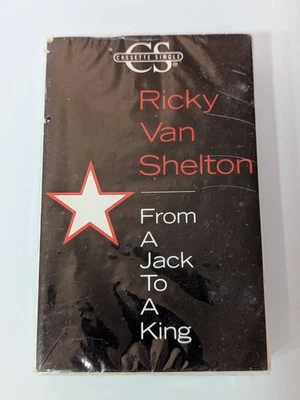 CS
CASSETTE SINGLE
Ricky
Van
Shelton
From
A
Jack
To
A
King